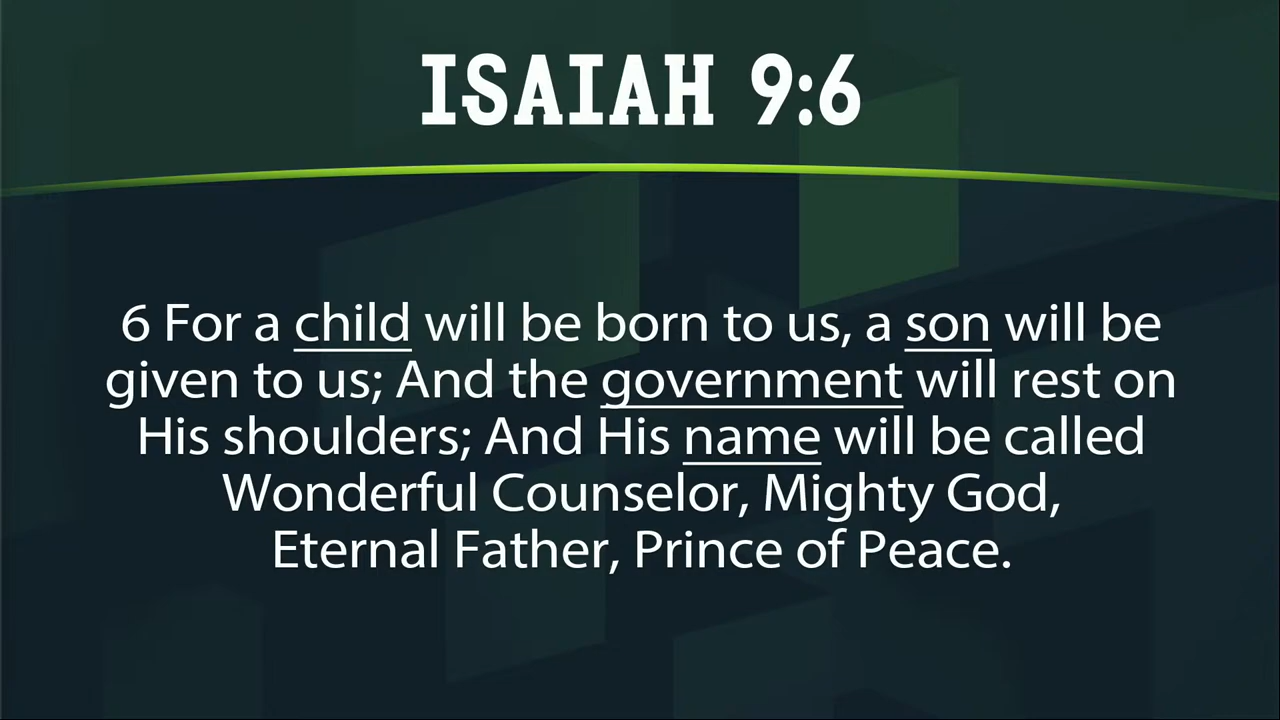 ISAIAH 9:6
6 For a child will be born to us, a son will be
given to us; And the government will rest on
His shoulders; And His name will be called
Wonderful Counselor, Mighty God,
Eternal Father, Prince of Peace.